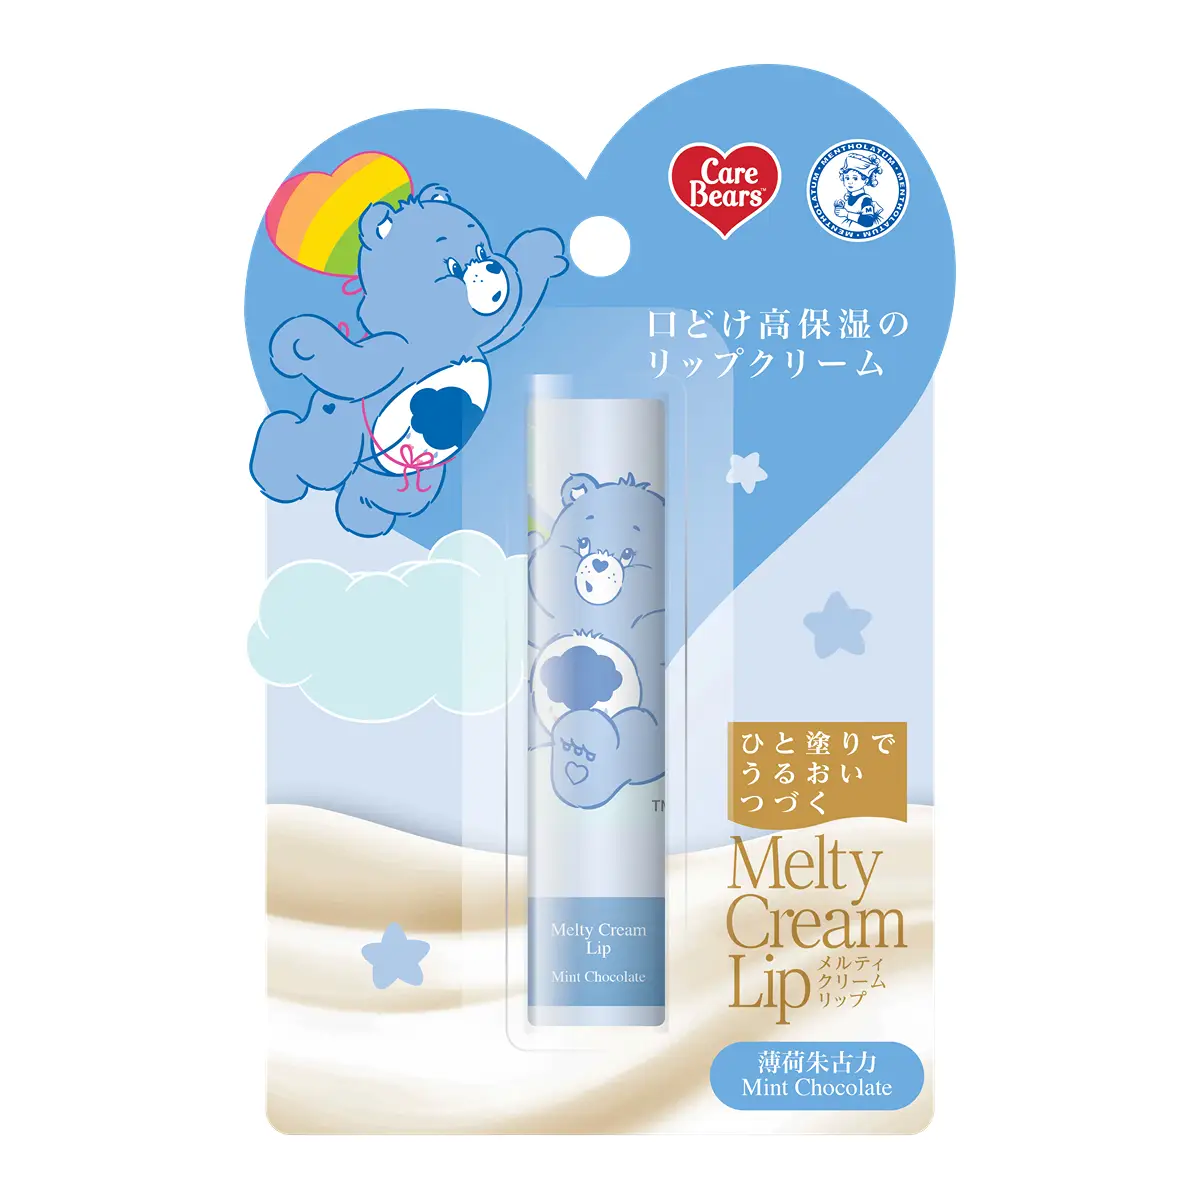 Care
Bears™
MENTHOLATUM · MENTHOLATUM · MENTHOLATUM ·
M
口どけ高保湿の
リップクリーム
TM
Melty Cream
Lip
Mint Chocolate
ひと塗りで
うるおい
つづく
Melty
Cream
Lip
メルティ
クリーム
リップ
薄荷朱古力
Mint Chocolate